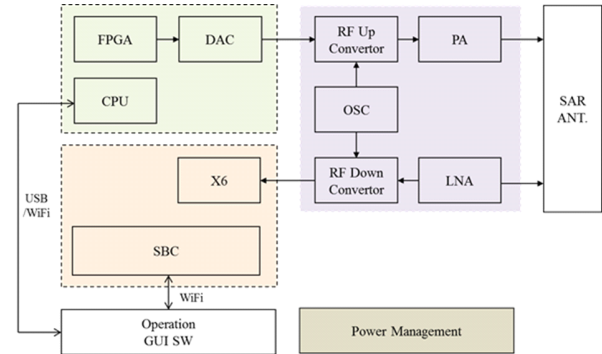 FPGA
DAC
RF Up
Convertor
PA
CPU
OSC
SAR
ANT.
X6
RF Down
Convertor
LNA
USB
/WiFi
SBC
WiFi
Operation
GUI SW
Power Management